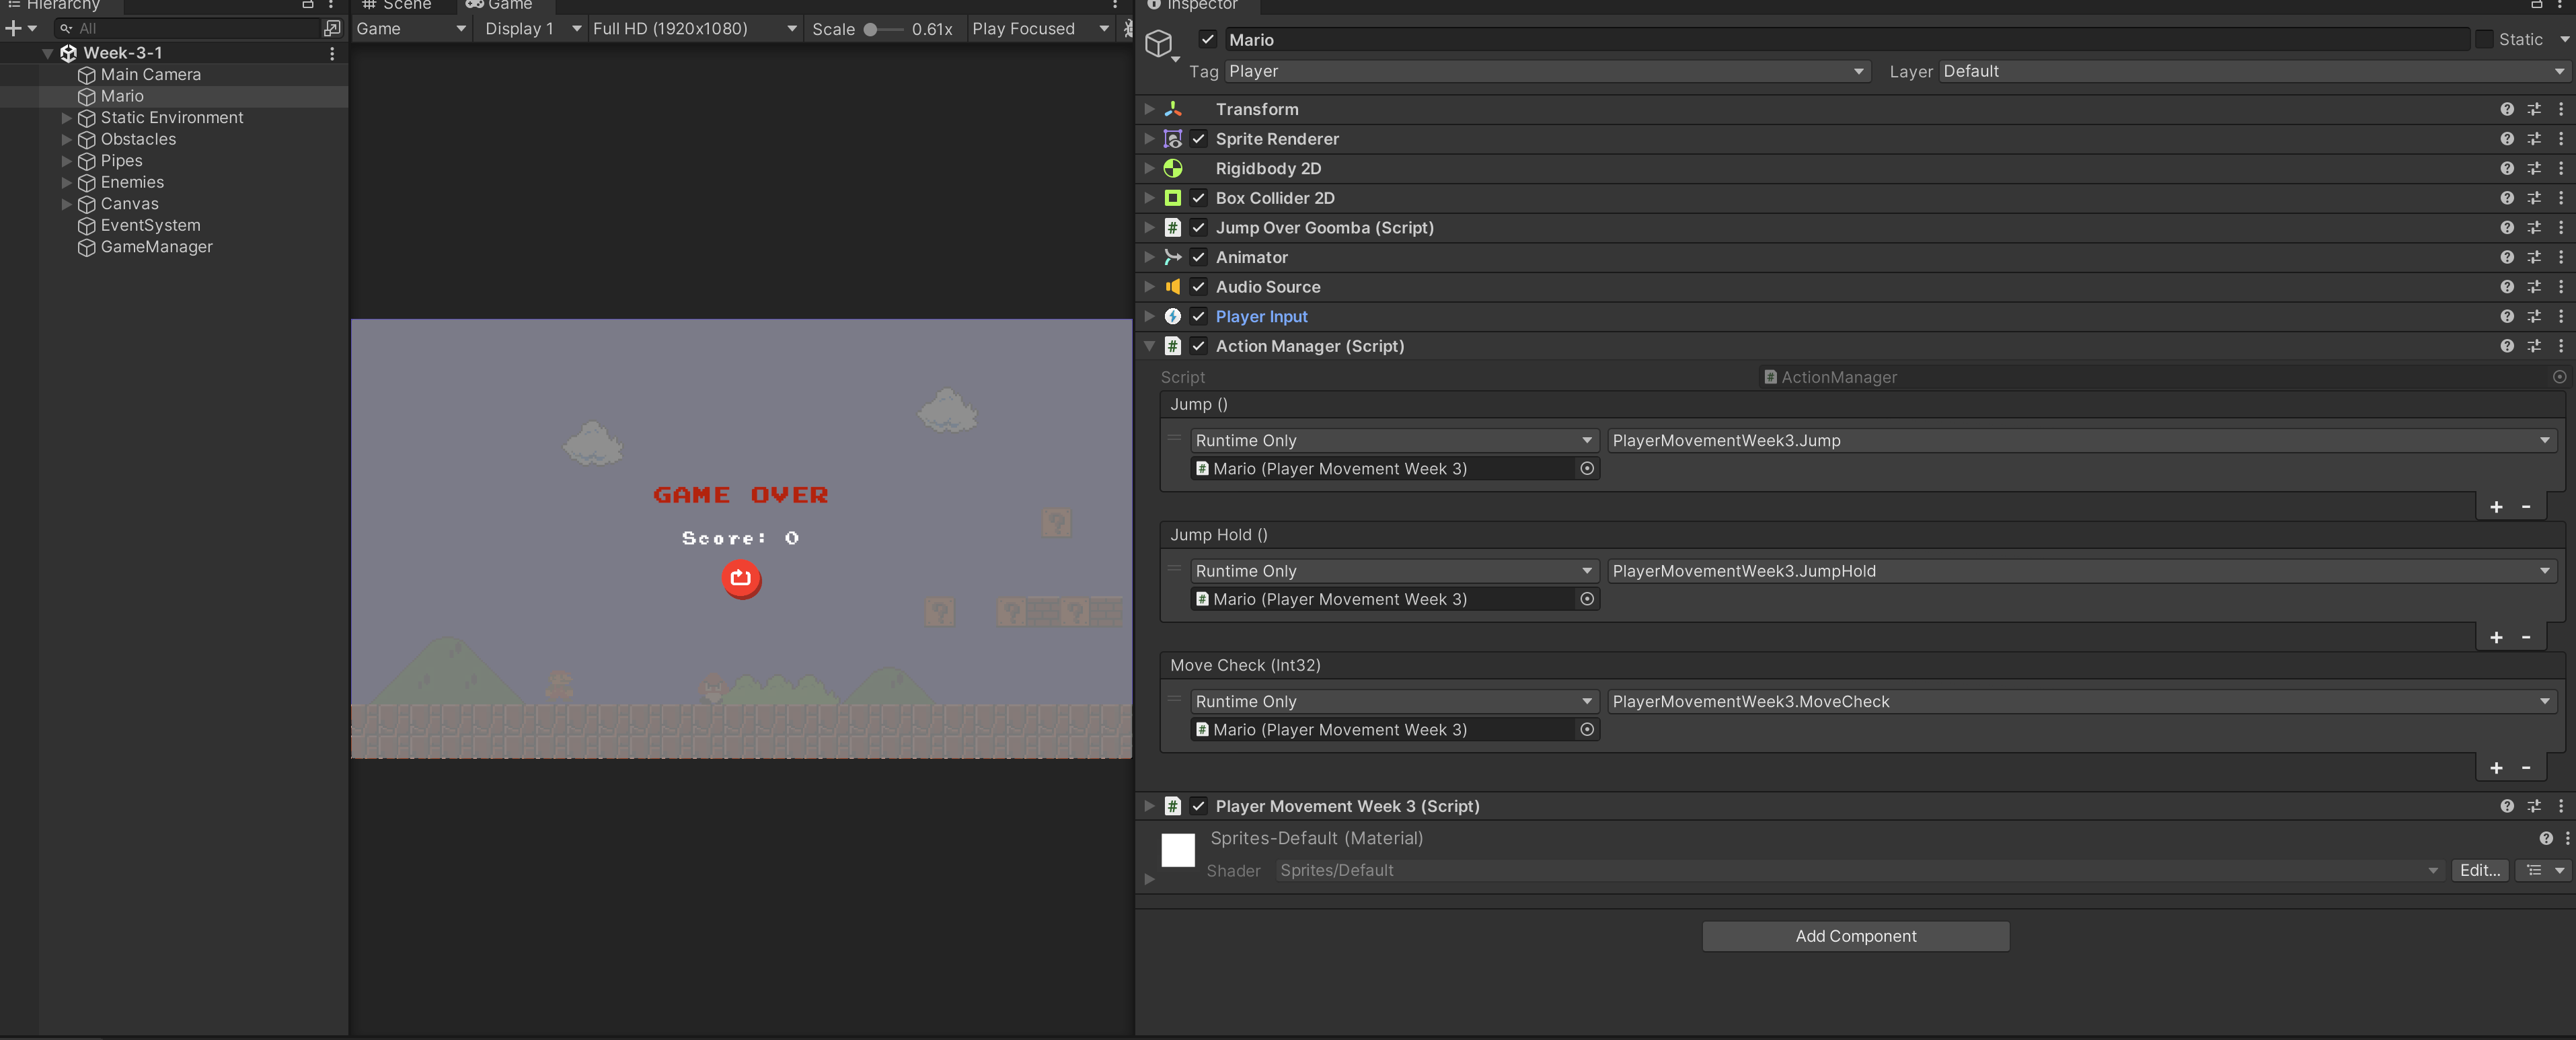 Hierarchy
All
Week-3-1
Main Camera
Mario
Static Environment
Obstacles
Pipes
Enemies
Canvas
EventSystem
GameManager
Scene
Game
Game
Display 1
Full HD (1920x1080)
Scale
0.61x
Play Focused
GAME OVER
Score: 0
Inspector
Mario
Static
Tag
Player
Layer
Default
Transform
Sprite Renderer
Rigidbody 2D
Box Collider 2D
Jump Over Goomba (Script)
Animator
Audio Source
Player Input
Action Manager (Script)
Script
ActionManager
Jump ()
Runtime Only
PlayerMovementWeek3.Jump
Mario (Player Movement Week 3)
Jump Hold ()
Runtime Only
PlayerMovementWeek3.JumpHold
Mario (Player Movement Week 3)
Move Check (Int32)
Runtime Only
PlayerMovementWeek3.MoveCheck
Mario (Player Movement Week 3)
Player Movement Week 3 (Script)
Sprites-Default (Material)
Shader
Sprites/Default
Edit...
Add Component